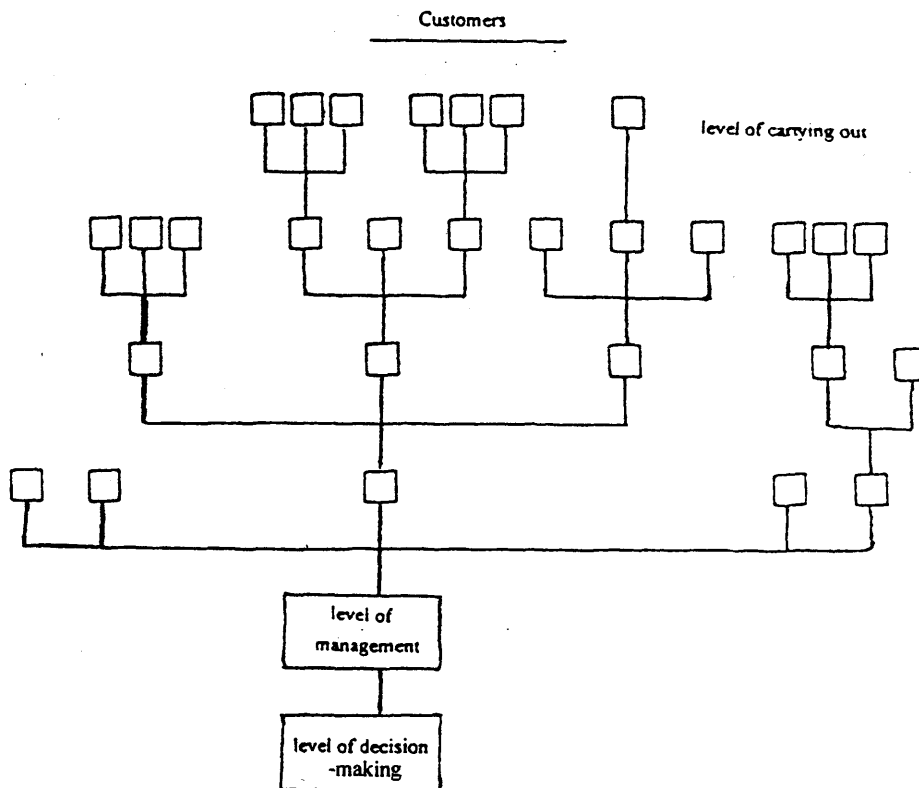 Customers
level of carrying out
level of
management
level of decision
-making